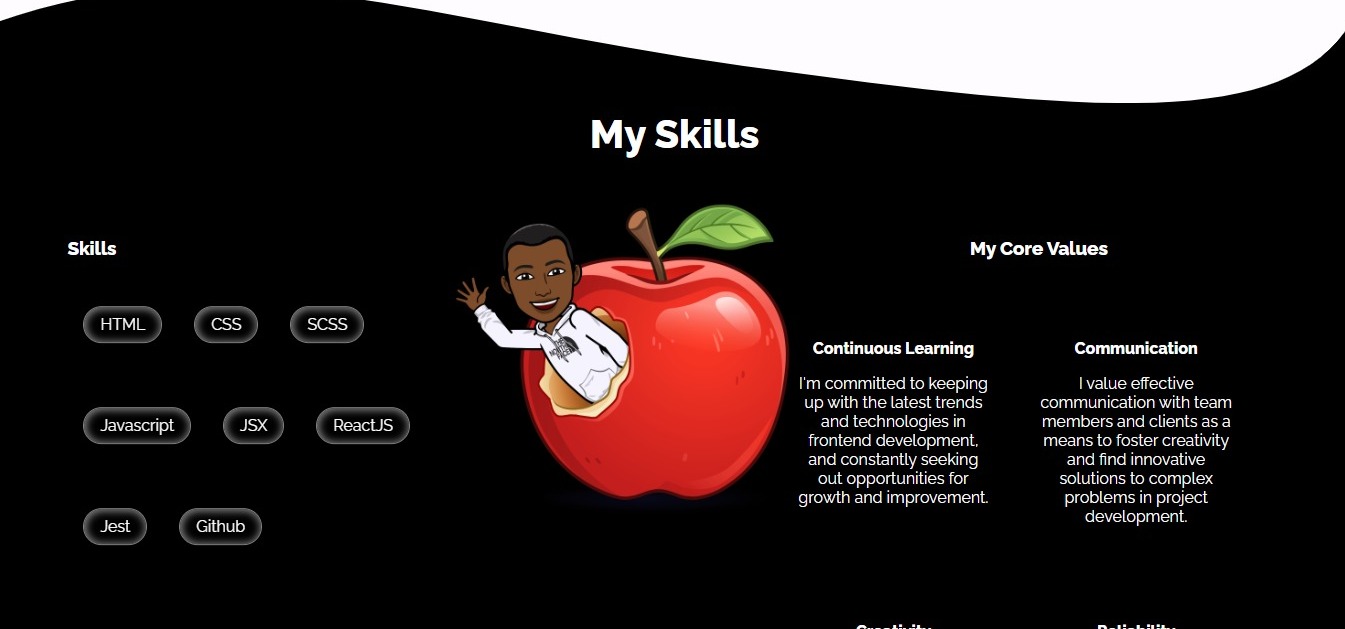 My Skills
Skills
HTML
CSS
SCSS
Javascript
JSX
ReactJS
Jest
Github
My Core Values
Continuous Learning
I'm committed to keeping
up with the latest trends
and technologies in
frontend development,
and constantly seeking
out opportunities for
growth and improvement.
Communication
I value effective
communication with team
members and clients as a
means to foster creativity
and find innovative
solutions to complex
problems in project
development.
Creativity
Reliability